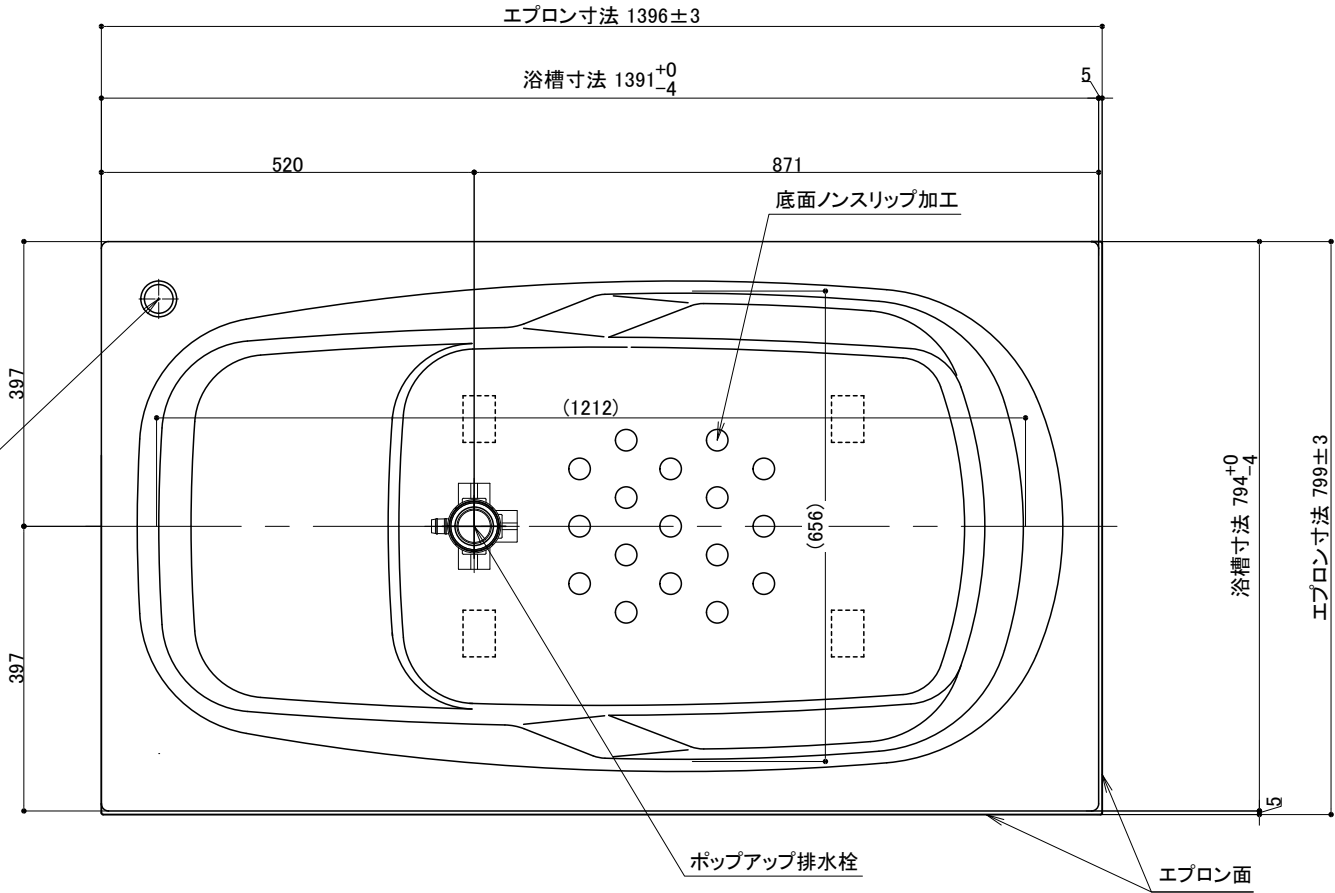 エプロン寸法 1396±3
浴槽寸法 1391 +0 -4
5
520
871
底面ノンスリップ加工
397
(1212)
(656)
浴槽寸法 794 +0 -4
エプロン寸法 799±3
397
5
ポップアップ排水栓
エプロン面